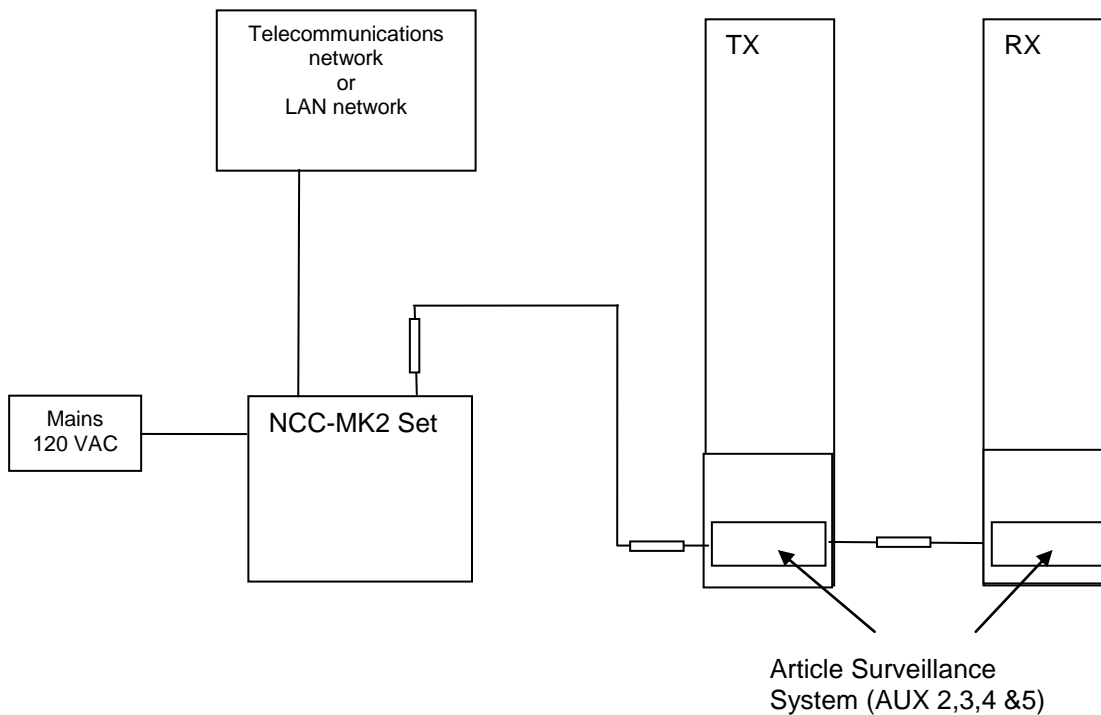 Telecommunications
network
or
LAN network
TX
RX
Mains
120 VAC
NCC-MK2 Set
Article Surveillance
System (AUX 2,3,4 &5)